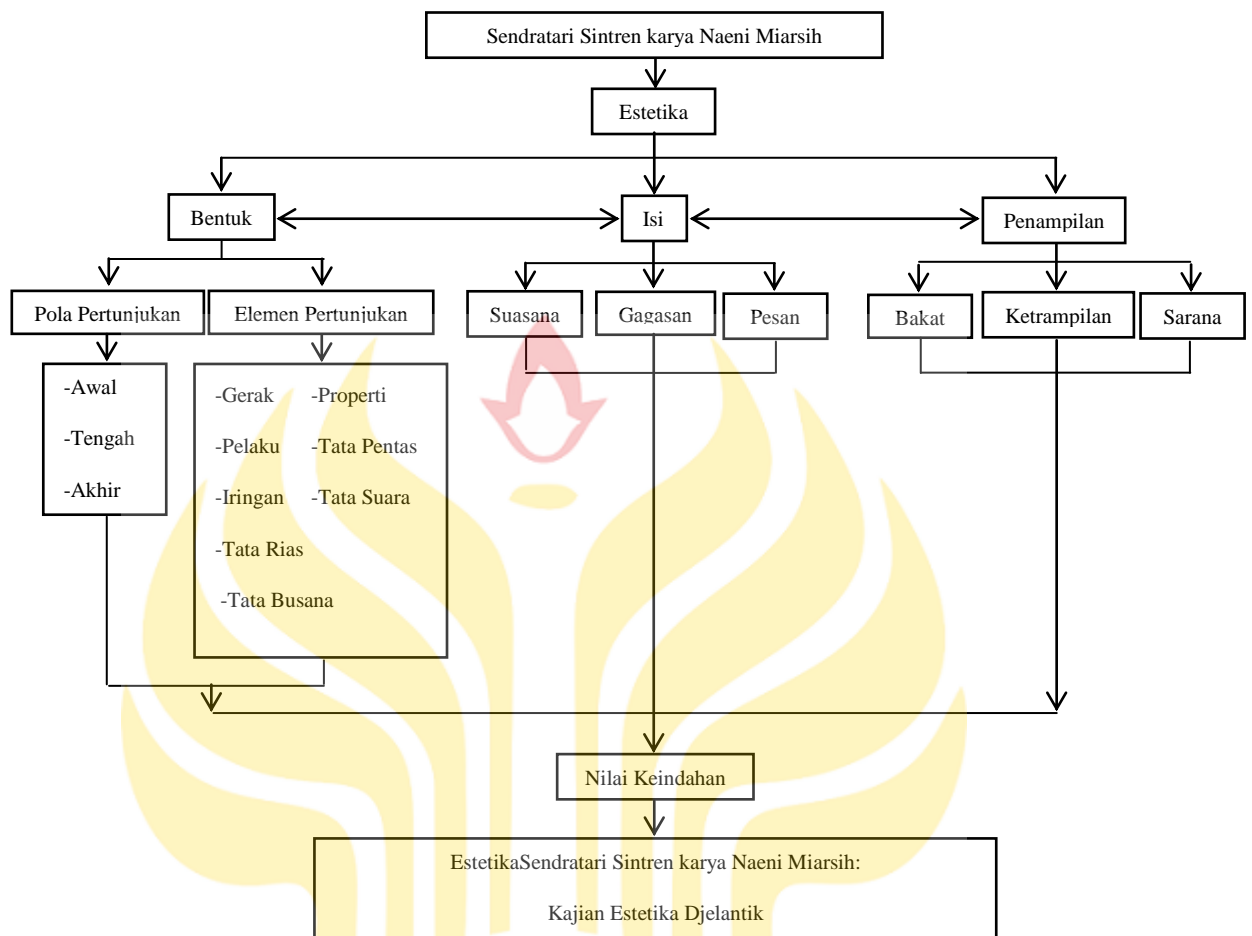 Sendratari Sintren karya Naeni Miarsih
Estetika
Bentuk
Isi
Penampilan
Pola Pertunjukan
Elemen Pertunjukan
Suasana
Gagasan
Pesan
Bakat
Ketrampilan
Sarana
-Awal
-Tengah
-Akhir
-Gerak -Properti
-Pelaku -Tata Pentas
-Iringan -Tata Suara
-Tata Rias
-Tata Busana
Nilai Keindahan
EstetikaSendratari Sintren karya Naeni Miarsih:
Kajian Estetika Djelantik